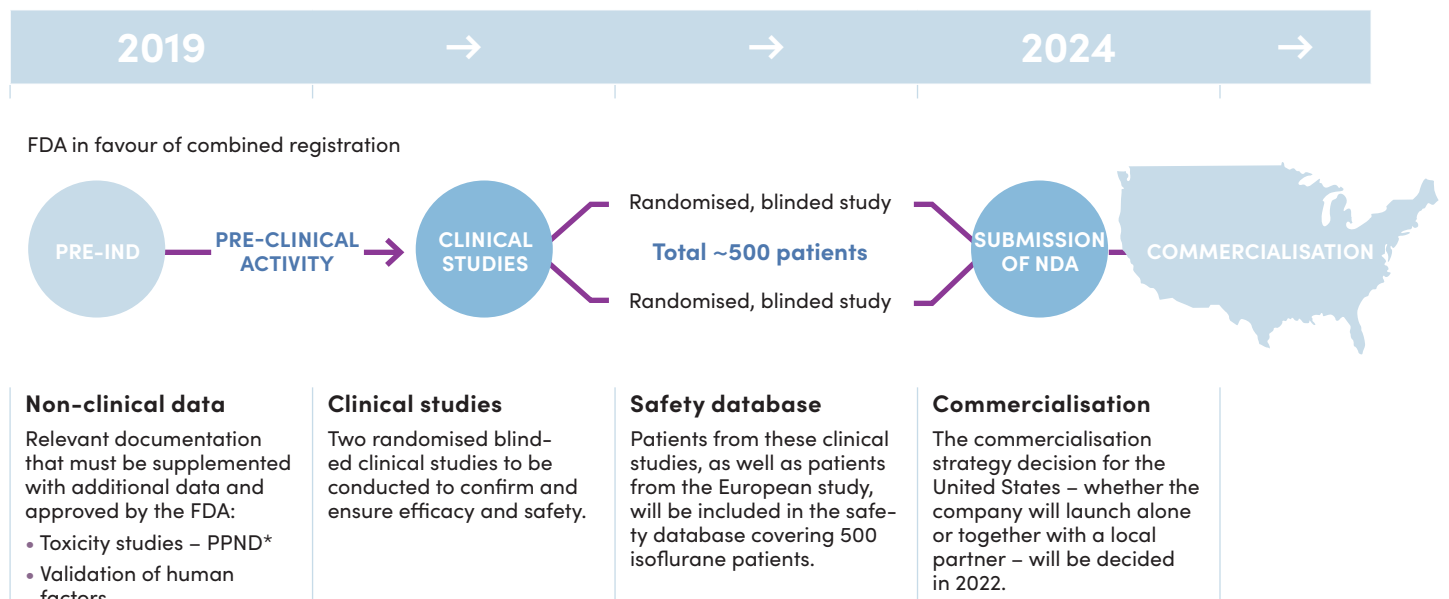 2019 → → 2024 →
FDA in favour of combined registration
PRE-IND
PRE-CLINICAL
ACTIVITY
CLINICAL
STUDIES
Randomised, blinded study
Total ~500 patients
Randomised, blinded study
SUBMISSION
OF NDA
COMMERCIALISATION
Non-clinical data
Relevant documentation
that must be supplemented
with additional data and
approved by the FDA:
• Toxicity studies – PPND*
• Validation of human
factors
Clinical studies
Two randomised blind-
ed clinical studies to be
conducted to confirm and
ensure efficacy and safety.
Safety database
Patients from these clinical
studies, as well as patients
from the European study,
will be included in the safe-
ty database covering 500
isoflurane patients.
Commercialisation
The commercialisation
strategy decision for the
United States – whether the
company will launch alone
or together with a local
partner – will be decided
in 2022.